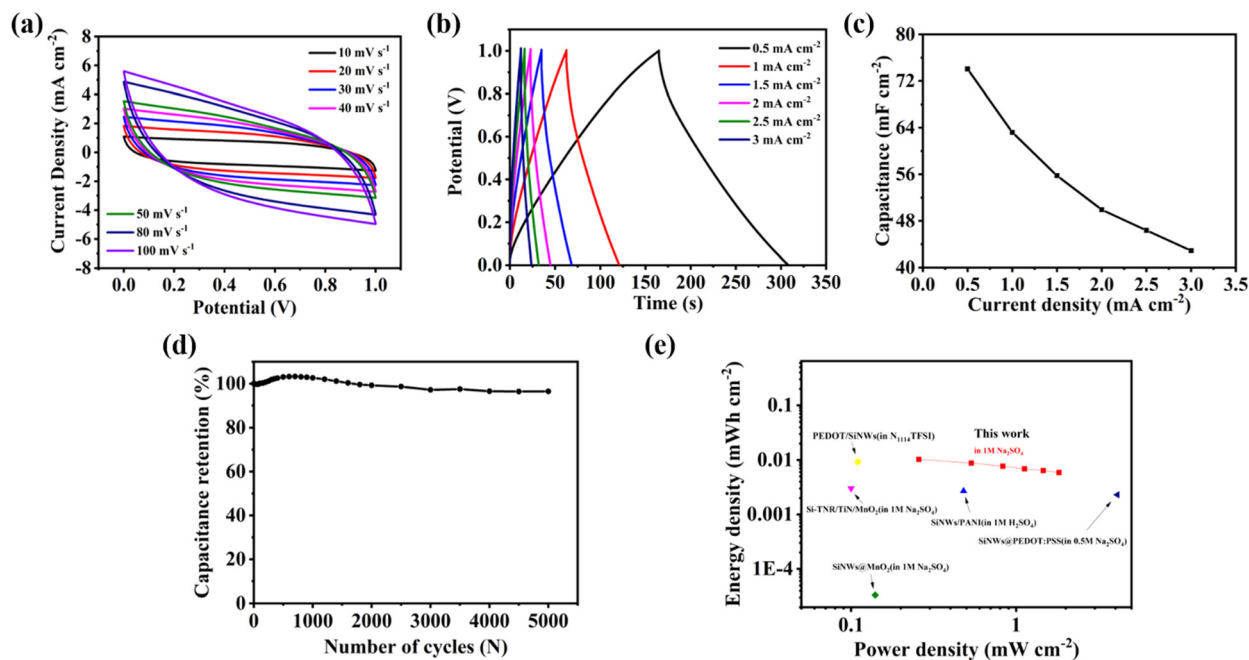 (a)
Current Density (mA cm⁻²)
8
6
4
2
0
-2
-4
-6
-8
10 mV s⁻¹
20 mV s⁻¹
30 mV s⁻¹
40 mV s⁻¹
50 mV s⁻¹
80 mV s⁻¹
100 mV s⁻¹
0.0 0.2 0.4 0.6 0.8 1.0
Potential (V)
(b)
Potential (V)
1.0
0.8
0.6
0.4
0.2
0.0
0.5 mA cm⁻²
1 mA cm⁻²
1.5 mA cm⁻²
2 mA cm⁻²
2.5 mA cm⁻²
3 mA cm⁻²
0 50 100 150 200 250 300 350
Time (s)
(c)
Capacitance (mF cm⁻²)
80
72
64
56
48
40
0.0 0.5 1.0 1.5 2.0 2.5 3.0 3.5
Current density (mA cm⁻²)
(d)
Capacitance retention (%)
100
80
60
40
20
0
0 1000 2000 3000 4000 5000
Number of cycles (N)
(e)
Energy density (mWh cm⁻²)
0.1
0.01
0.001
1E-4
PEDOT/SiNWs(in N₁₁₁₄TFSI)
This work
in 1M Na₂SO₄
Si-TNR/TiN/MnO₂(in 1M Na₂SO₄)
SiNWs/PANI(in 1M H₂SO₄)
SiNWs@PEDOT:PSS(in 0.5M Na₂SO₄)
SiNWs@MnO₂(in 1M Na₂SO₄)
0.1 1
Power density (mW cm⁻²)